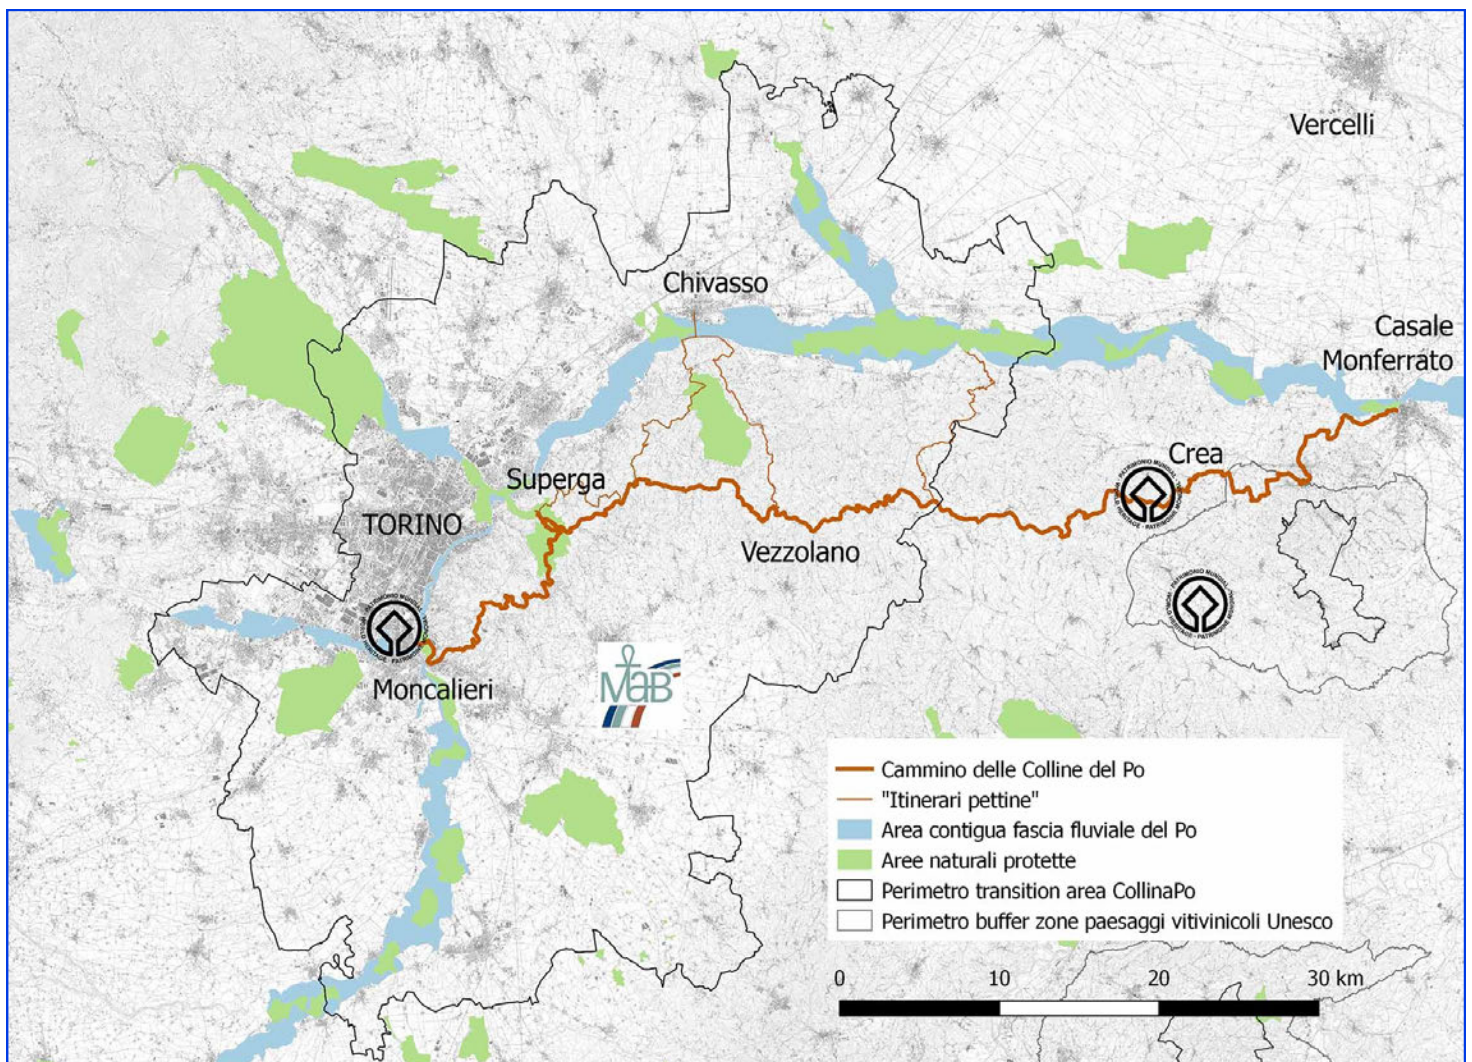 Vercelli
Chivasso
Casale
Monferrato
Crea
Superga
TORINO
Vezzolano
Moncalieri
MaB
Cammino delle Colline del Po
"Itinerari pettine"
Area contigua fascia fluviale del Po
Aree naturali protette
Perimetro transition area CollinaPo
Perimetro buffer zone paesaggi vitivinicoli Unesco
0 10 20 30 km